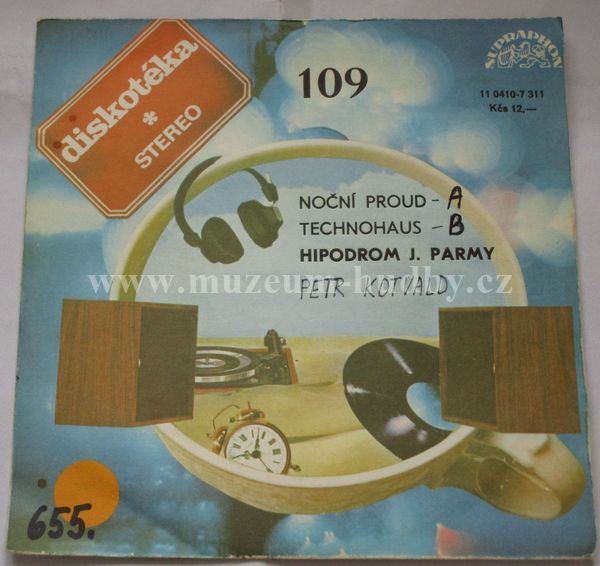 diskotéka
*
STEREO
109
SUPRAPHON
11 0410-7 311
Kčs 12,—
NOČNÍ PROUD - A
TECHNOHAUS - B
HIPODROM J. PARMY
www.muzeum-hudby.cz
PETR KOTVALD
655.